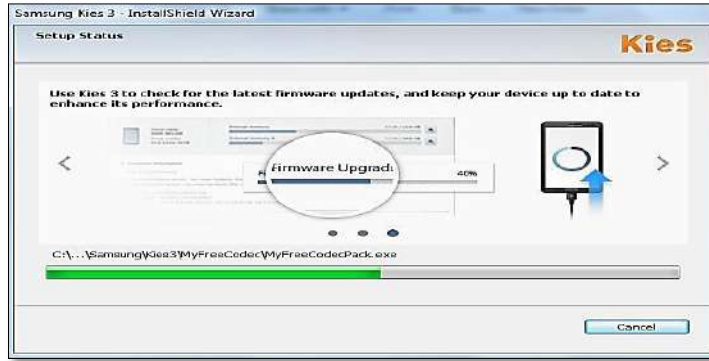 Samsung Kies 3 - InstallShield Wizard
Setup Status
Kies
Use Kies 3 to check for the latest firmware updates, and keep your device up to date to
enhance its performance.
Firmware Upgrad
40%
C:\...\Samsung\Kies3\MyFreeCodec\MyFreeCodecPack.exe
Cancel